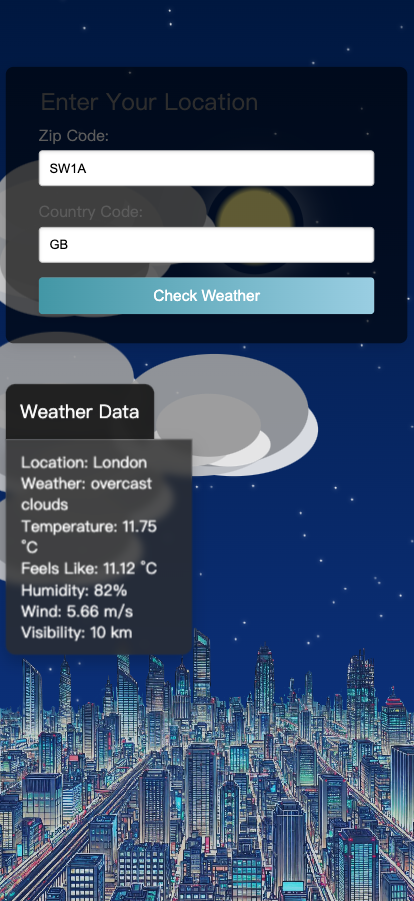 Enter Your Location
Zip Code:
SW1A
Country Code:
GB
Check Weather
Weather Data
Location: London
Weather: overcast
clouds
Temperature: 11.75
°C
Feels Like: 11.12 °C
Humidity: 82%
Wind: 5.66 m/s
Visibility: 10 km